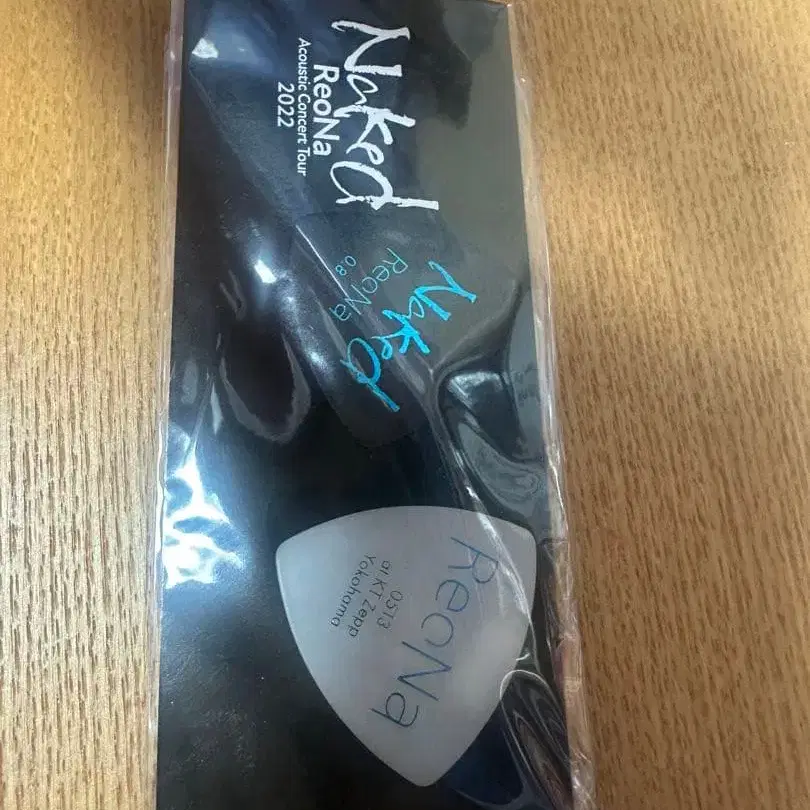 Naked
ReoNa
Acoustic Concert Tour
2022
Naked
ReoNa
0.8
ReoNa
0513
at KT Zepp
Yokohama